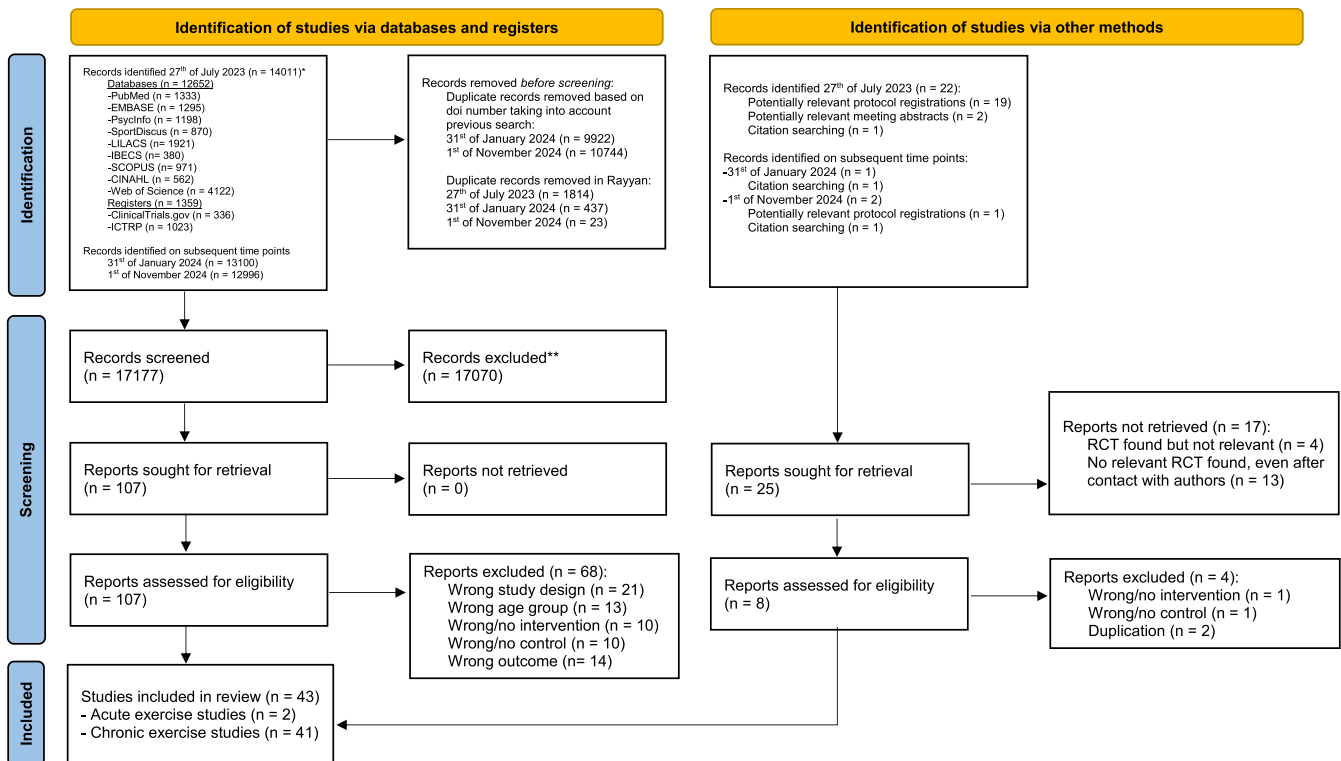 Identification of studies via databases and registers
Identification of studies via other methods
Identification
Records identified 27th of July 2023 (n = 14011)*
Databases (n = 12652)
-PubMed (n = 1333)
-EMBASE (n = 1295)
-PsycInfo (n = 1198)
-SportDiscus (n = 870)
-LILACS (n= 1921)
-IBECS (n = 380)
-SCOPUS (n = 971)
-CINAHL (n = 562)
-Web of Science (n = 4122)
Registers (n = 1359)
-ClinicalTrials.gov (n = 336)
-ICTRP (n = 1023)
Records identified on subsequent time points
31st of January 2024 (n = 13100)
1st of November 2024 (n = 12996)
Records removed before screening:
Duplicate records removed based on
doi number taking into account
previous search:
31st of January 2024 (n = 9922)
1st of November 2024 (n = 10744)
Duplicate records removed in Rayyan:
27th of July 2023 (n = 1814)
31st of January 2024 (n = 437)
1st of November 2024 (n = 23)
Records identified 27th of July 2023 (n = 22):
Potentially relevant protocol registrations (n = 19)
Potentially relevant meeting abstracts (n = 2)
Citation searching (n = 1)
Records identified on subsequent time points:
-31st of January 2024 (n = 1)
Citation searching (n = 1)
-1st of November 2024 (n = 2)
Potentially relevant protocol registrations (n = 1)
Citation searching (n = 1)
Screening
Records screened
(n = 17177)
Records excluded**
(n = 17070)
Reports sought for retrieval
(n = 107)
Reports not retrieved
(n = 0)
Reports sought for retrieval
(n = 25)
Reports not retrieved (n = 17):
RCT found but not relevant (n = 4)
No relevant RCT found, even after
contact with authors (n = 13)
Reports assessed for eligibility
(n = 107)
Reports excluded (n = 68):
Wrong study design (n = 21)
Wrong age group (n = 13)
Wrong/no intervention (n = 10)
Wrong/no control (n = 10)
Wrong outcome (n= 14)
Reports assessed for eligibility
(n = 8)
Reports excluded (n = 4):
Wrong/no intervention (n = 1)
Wrong/no control (n = 1)
Duplication (n = 2)
Included
Studies included in review (n = 43)
- Acute exercise studies (n = 2)
- Chronic exercise studies (n = 41)